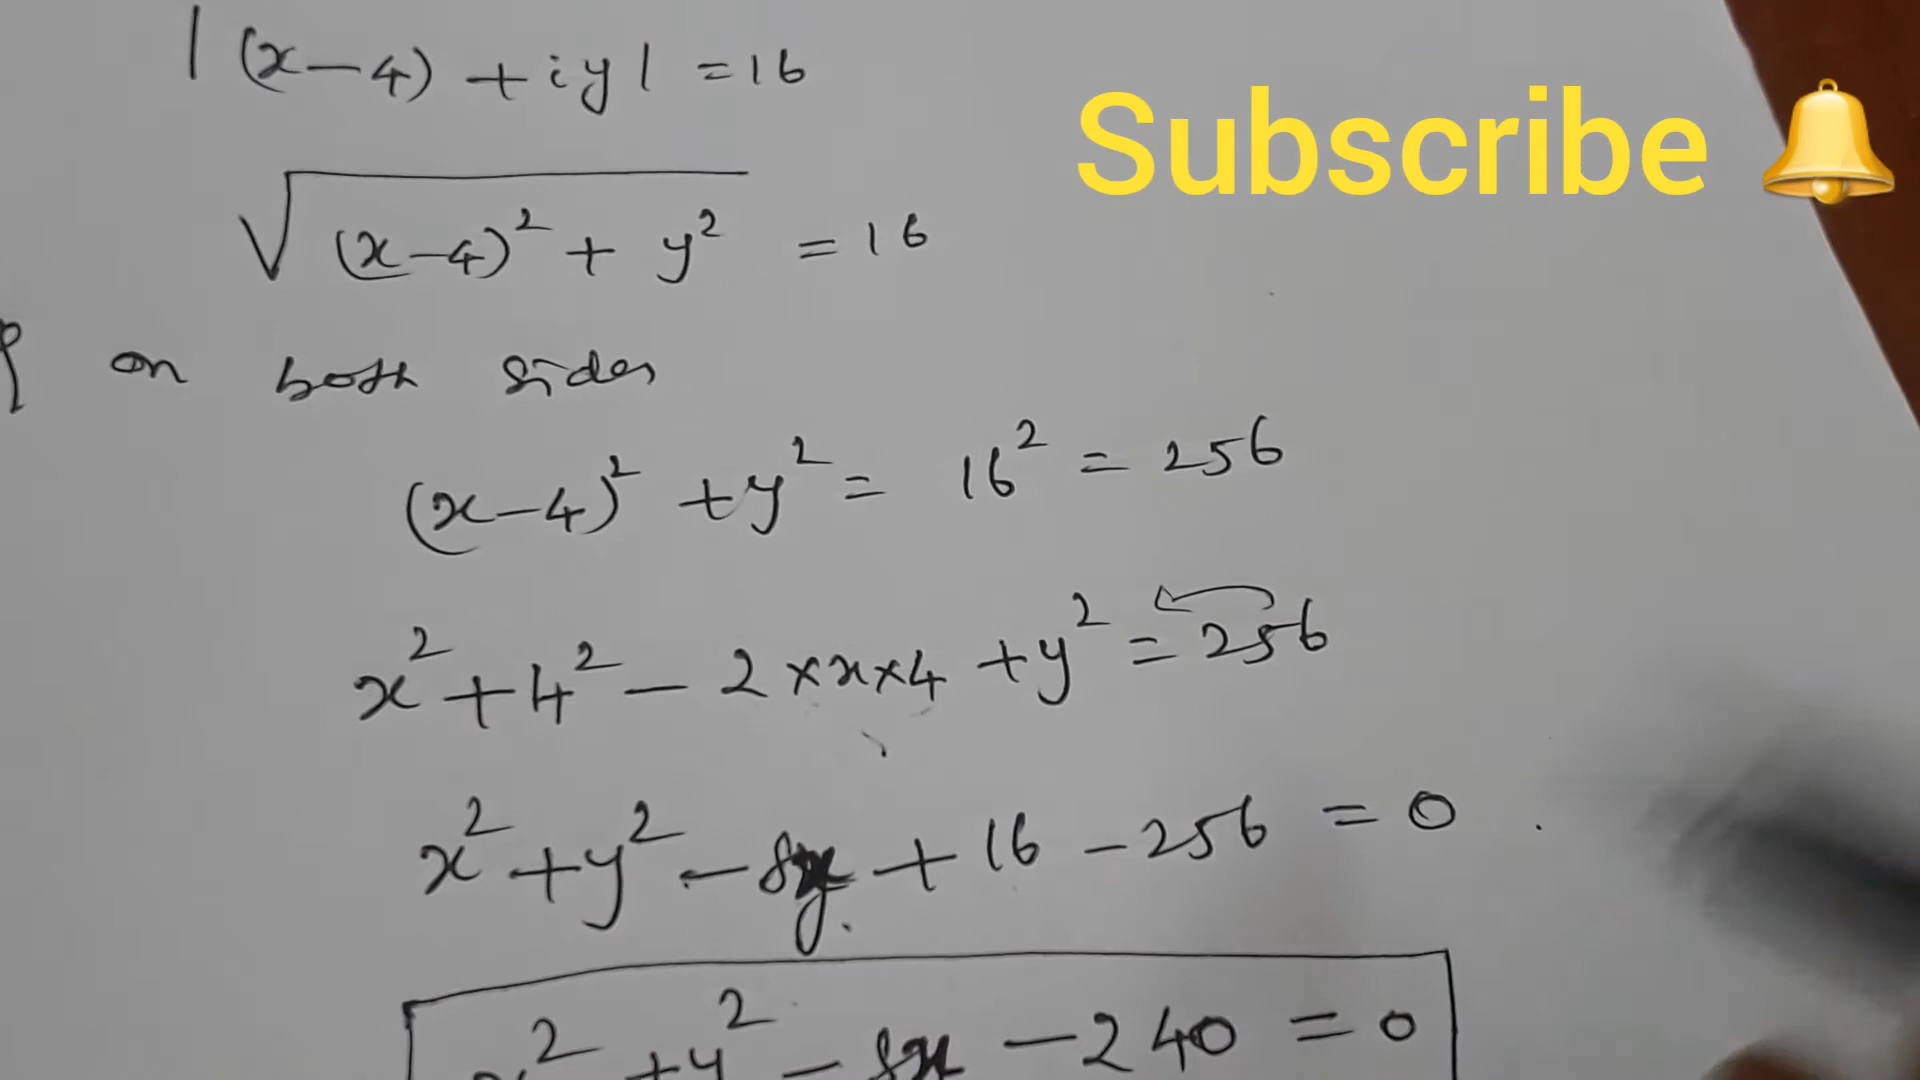 |(x-4) + iy| = 16
Subscribe 🔔
√((x-4)² + y²) = 16
on both sides
(x-4)² + y² = 16² = 256
x² + 4² - 2 × x × 4 + y² = 256
x² + y² - 8x + 16 - 256 = 0
x² + y² - 8x - 240 = 0